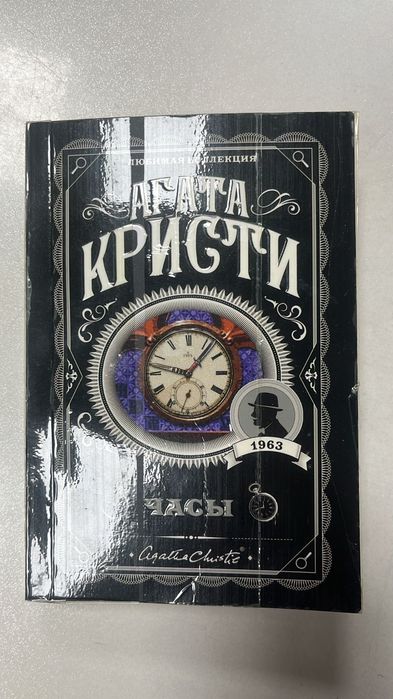 ЛЮБИМАЯ КОЛЛЕКЦИЯ
АГАТА
КРИСТИ
1963
ЧАСЫ
Agatha Christie®